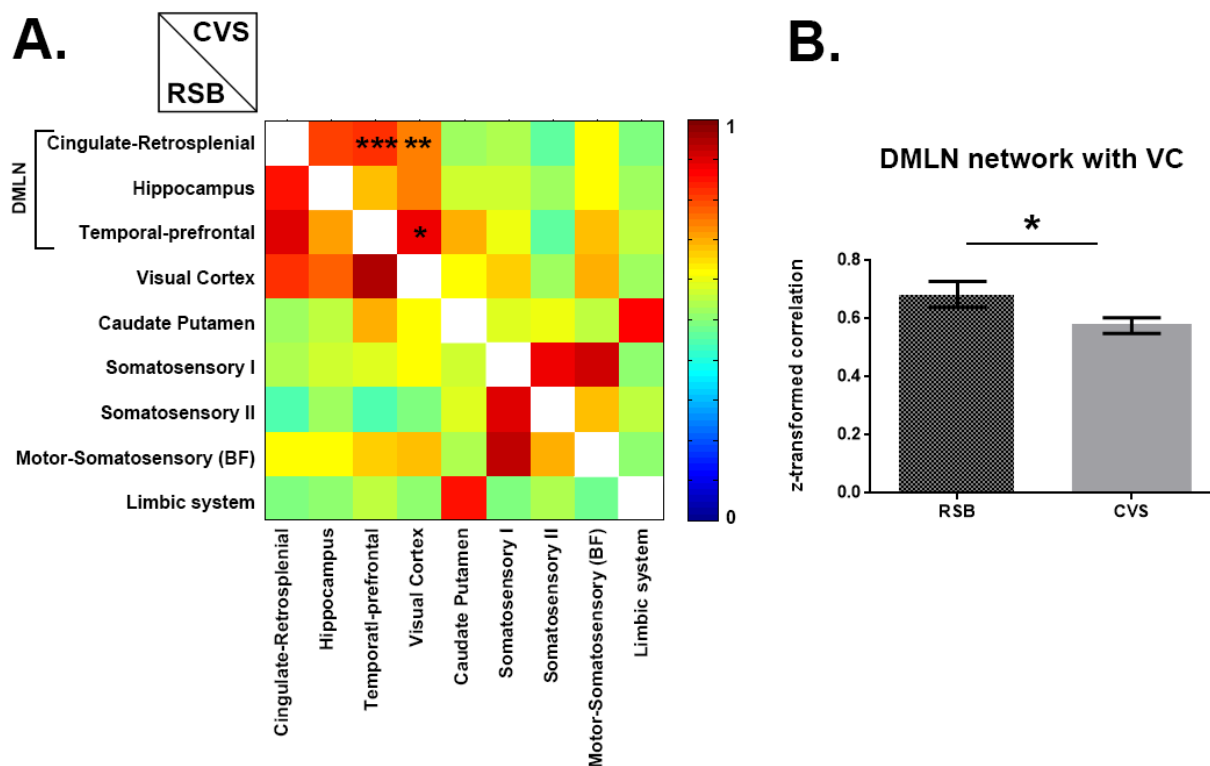 A.
CVS
RSB
DMLN
Cingulate-Retrosplenial
Hippocampus
Temporal-prefrontal
Visual Cortex
Caudate Putamen
Somatosensory I
Somatosensory II
Motor-Somatosensory (BF)
Limbic system
*** **
*
1
0
Cingulate-Retrosplenial
Hippocampus
Temporatl-prefrontal
Visual Cortex
Caudate Putamen
Somatosensory I
Somatosensory II
Motor-Somatosensory (BF)
Limbic system
B.
DMLN network with VC
*
z-transformed correlation
0.8
0.6
0.4
0.2
0.0
RSB
CVS